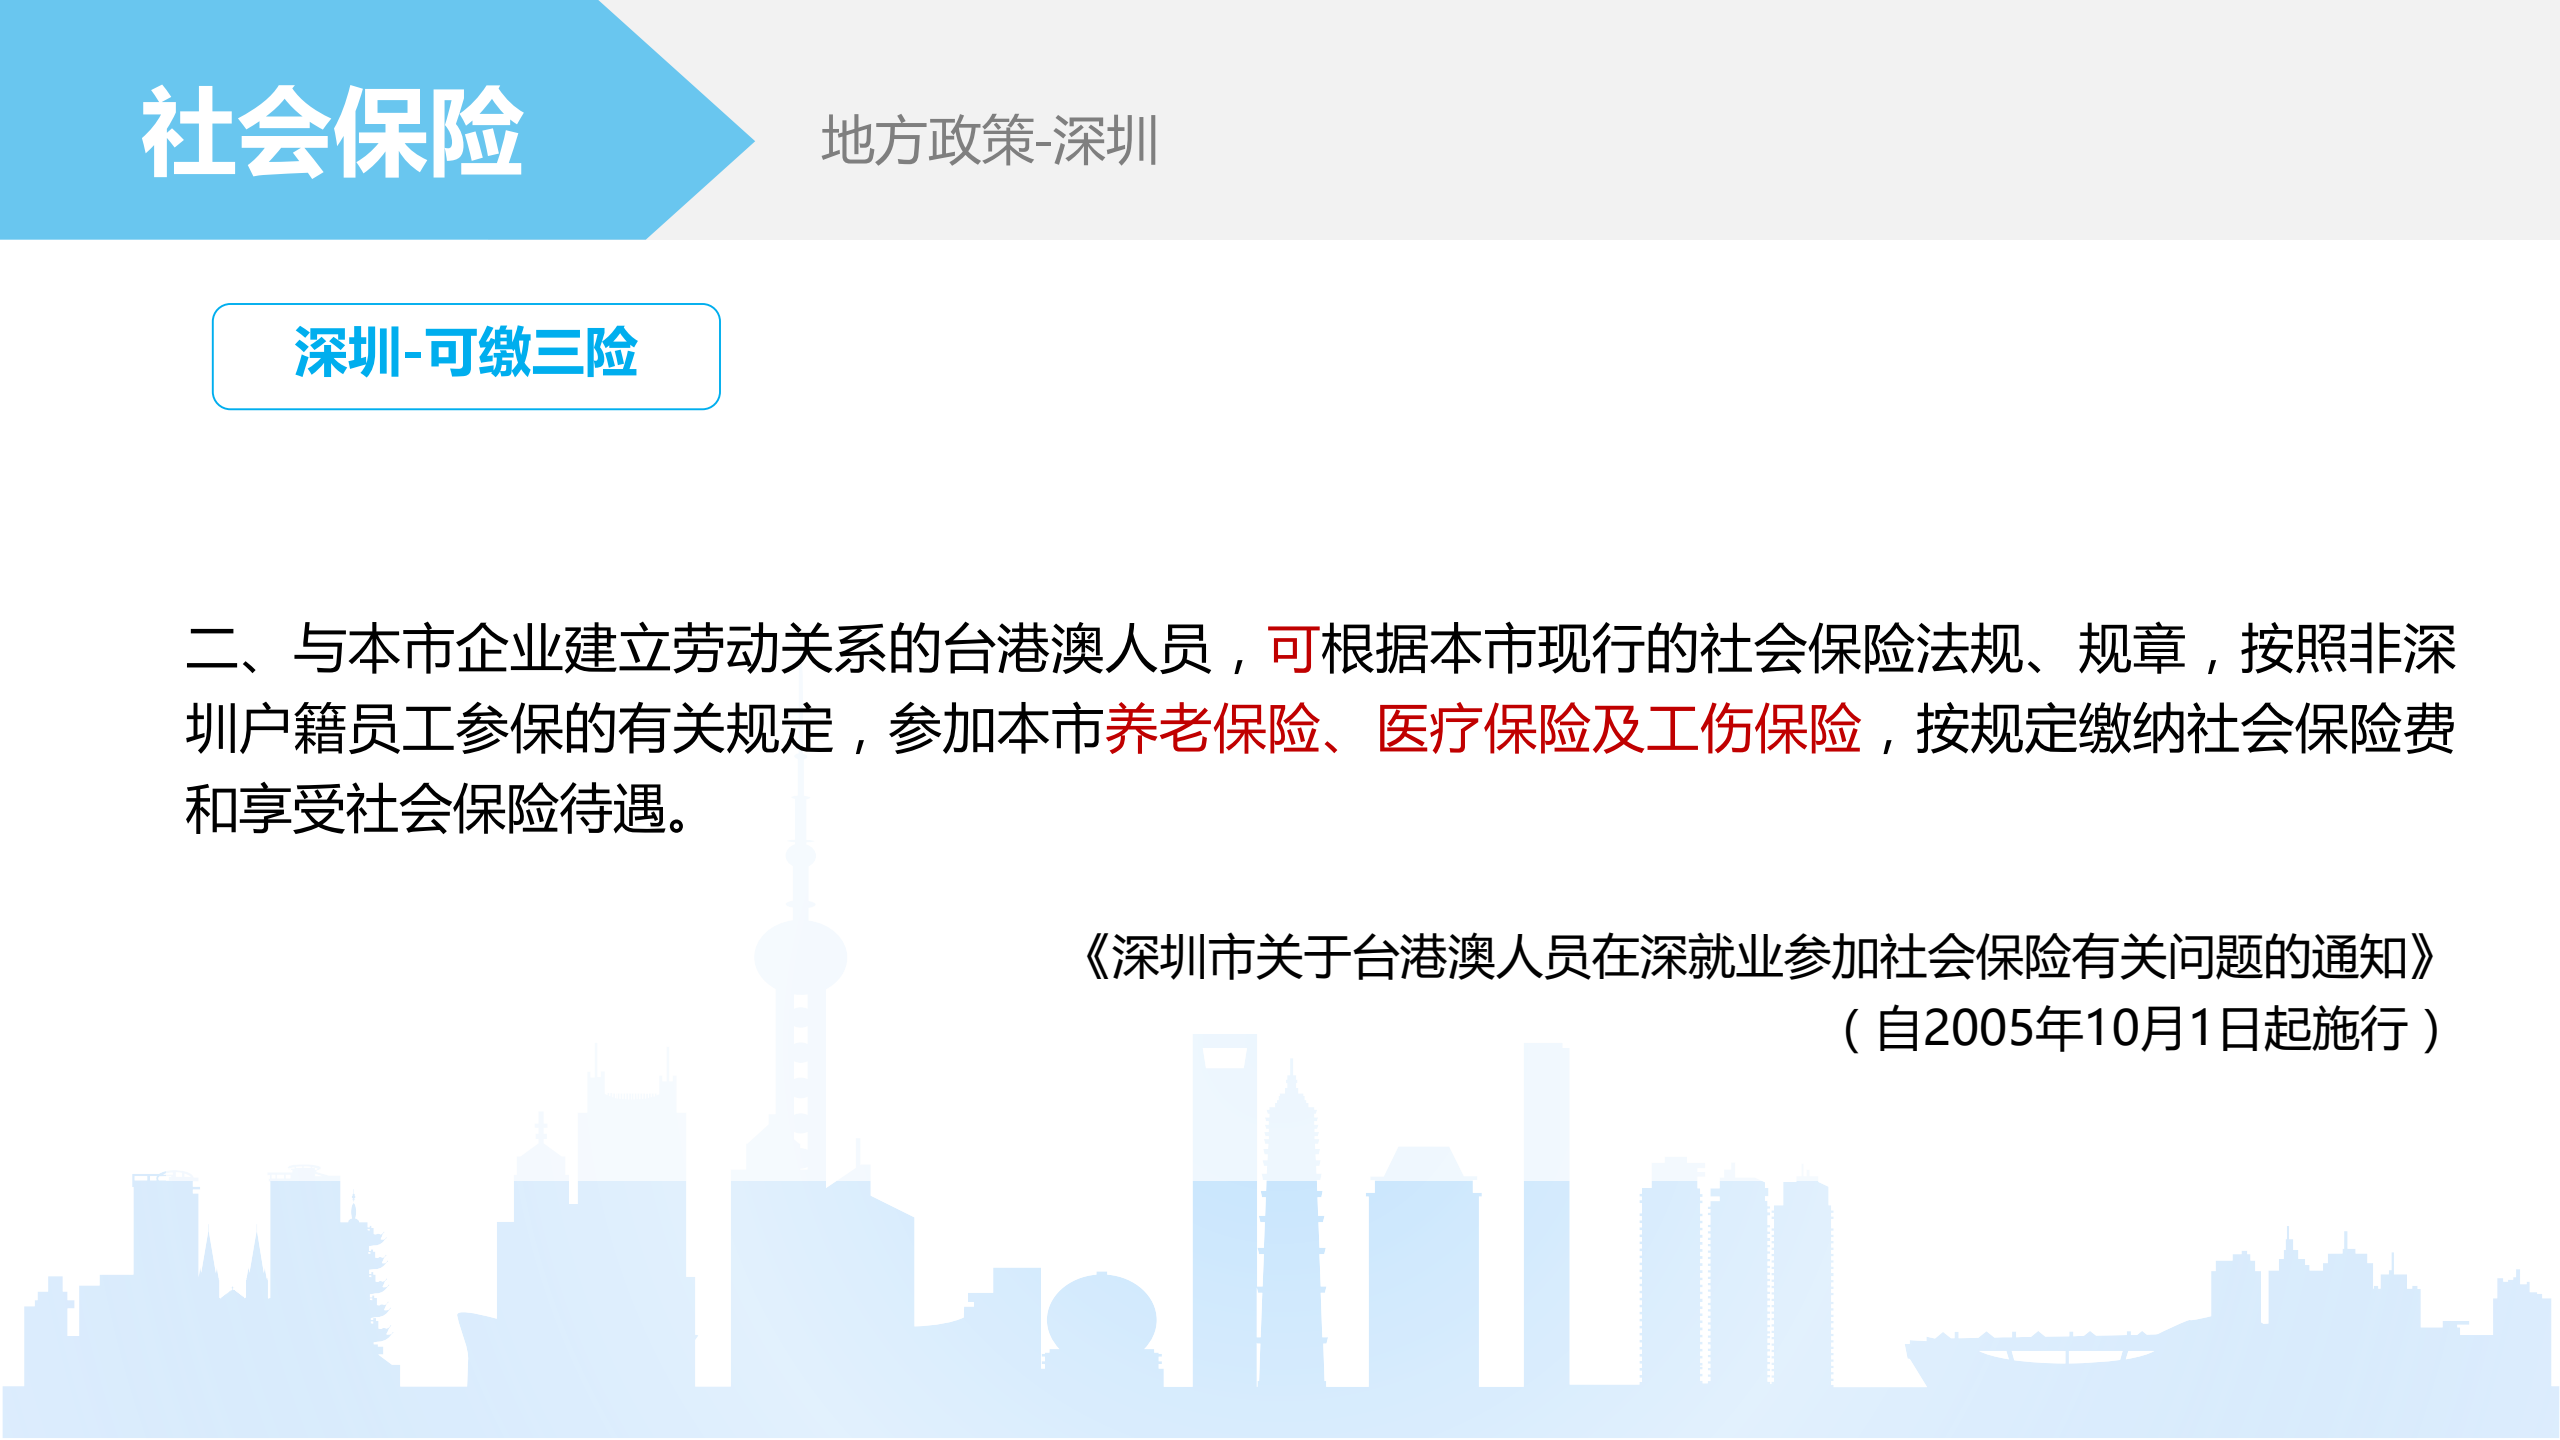 社会保险
地方政策-深圳
深圳-可缴三险
二、与本市企业建立劳动关系的台港澳人员，可根据本市现行的社会保险法规、规章，按照非深
圳户籍员工参保的有关规定，参加本市养老保险、医疗保险及工伤保险，按规定缴纳社会保险费
和享受社会保险待遇。
《深圳市关于台港澳人员在深就业参加社会保险有关问题的通知》
（自2005年10月1日起施行）